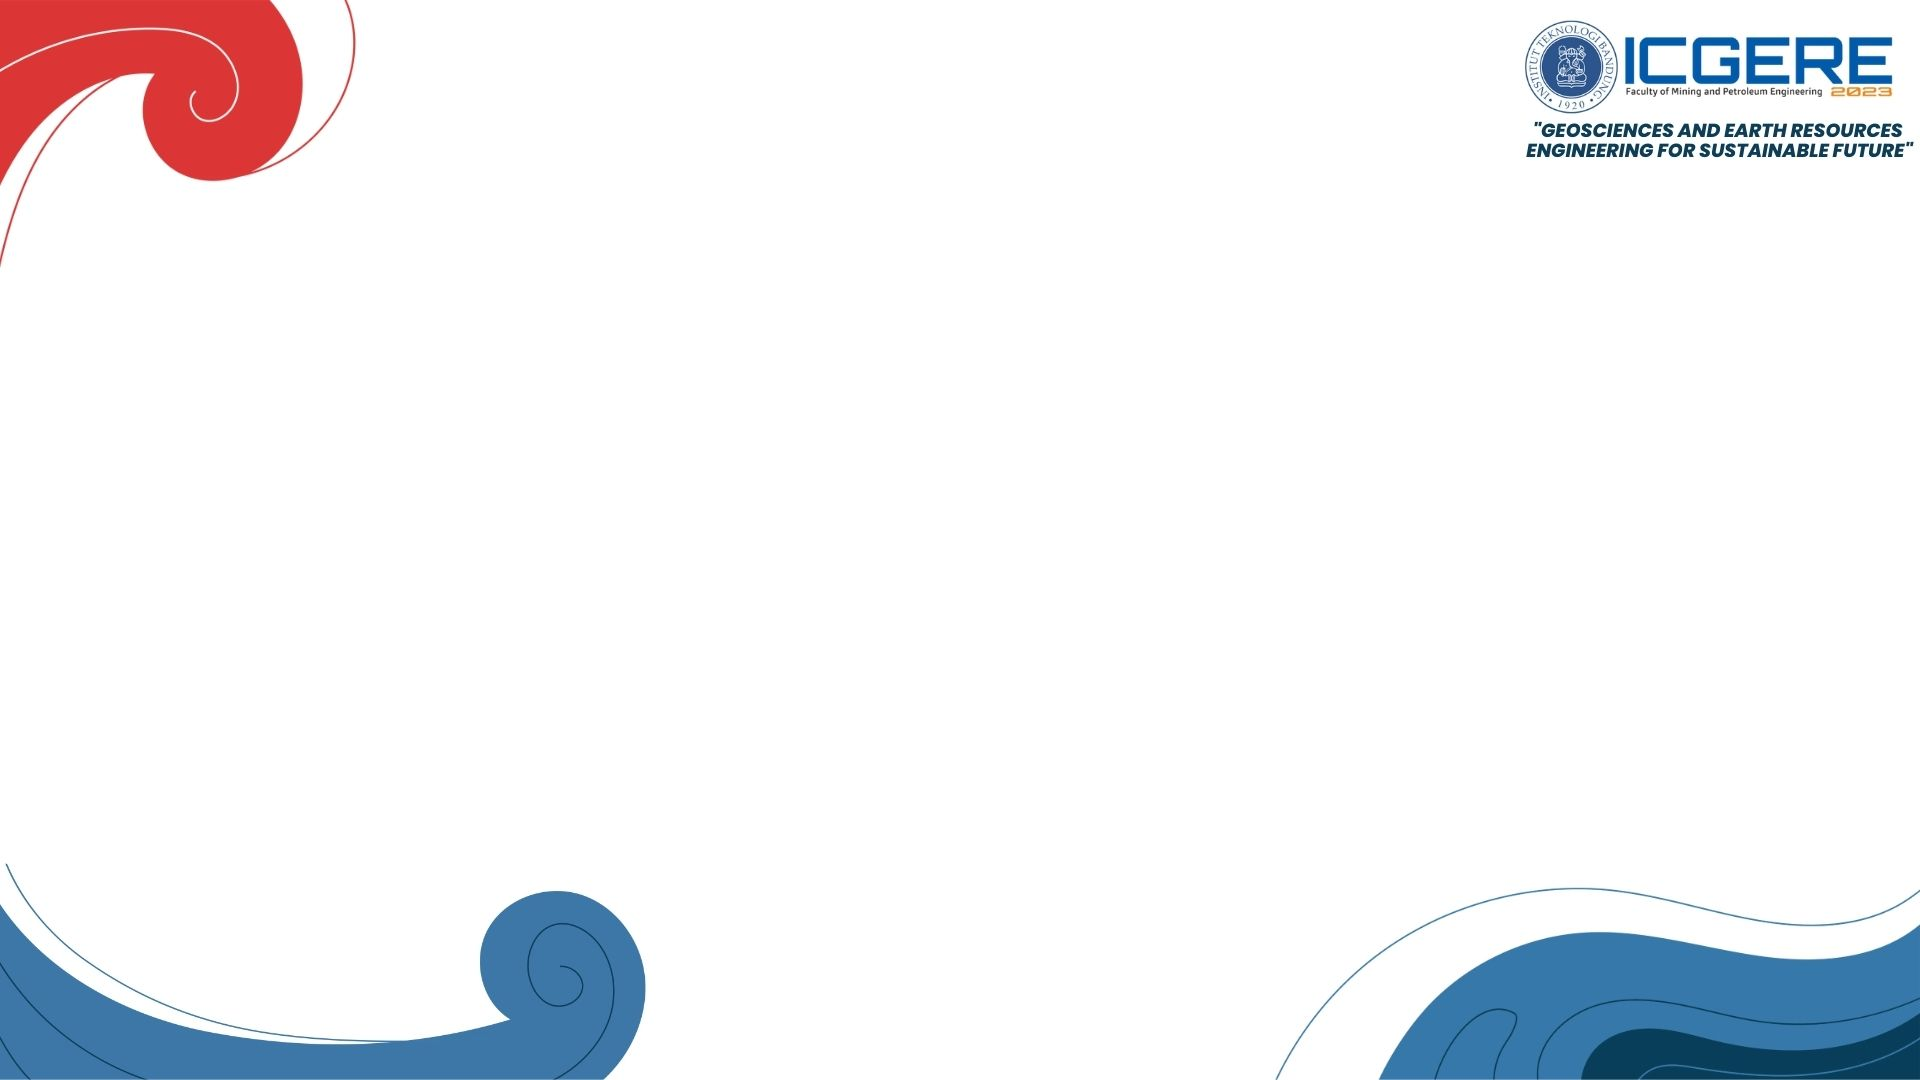 INSTITUT TEKNOLOGI BANDUNG
• 1920 •
ICGERE
Faculty of Mining and Petroleum Engineering 2023
"GEOSCIENCES AND EARTH RESOURCES
ENGINEERING FOR SUSTAINABLE FUTURE"